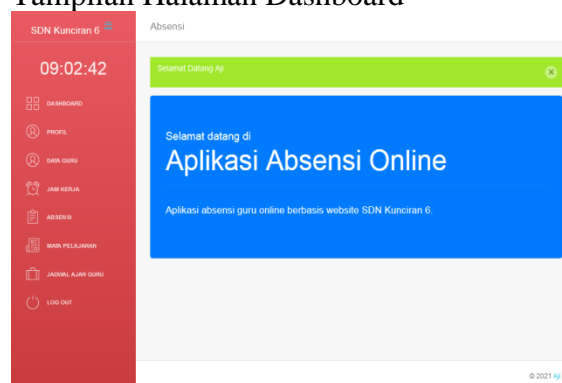 Tampilan Halaman Dashboard
SDN Kunciran 6
Absensi
09:02:42
Selamat Datang Aji
DASHBOARD
PROFIL
DATA GURU
JAM KERJA
ABSENSI
MATA PELAJARAN
JADWAL AJAR GURU
LOG OUT
Selamat datang di
Aplikasi Absensi Online
Aplikasi absensi guru online berbasis website SDN Kunciran 6.
© 2021 Aji